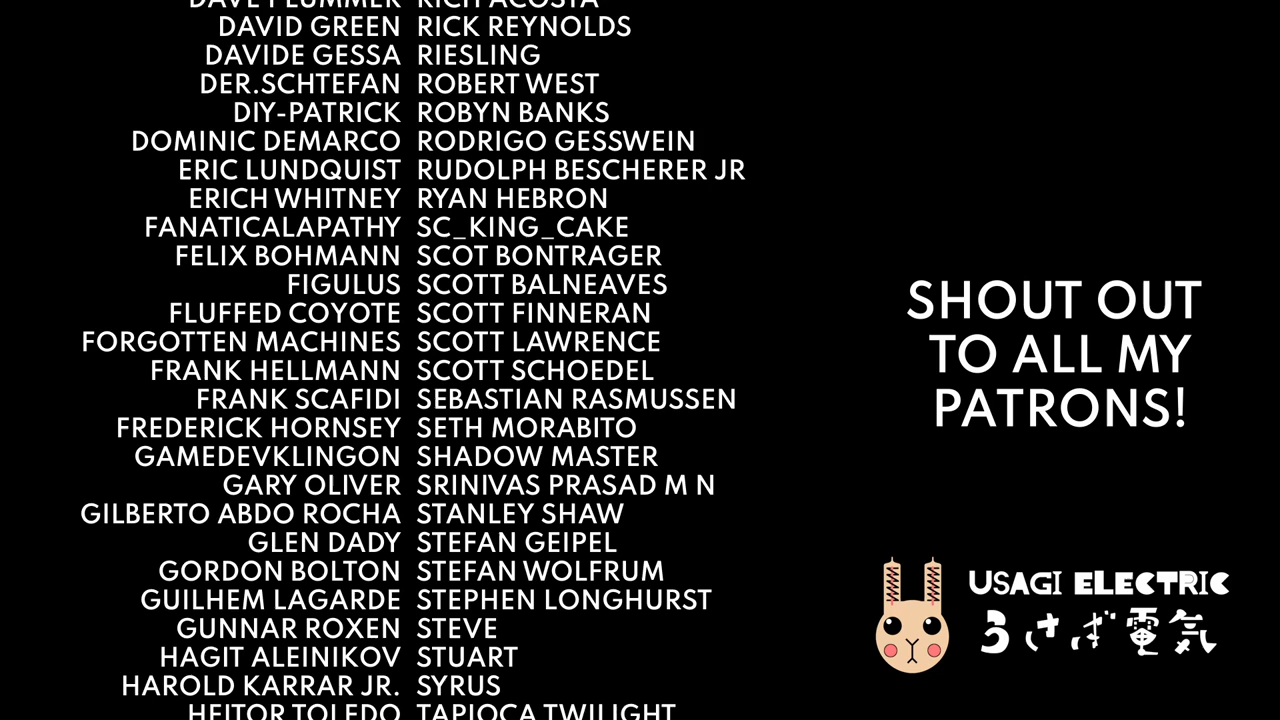 DAVE PLUMMER RICH ACOSTA
DAVID GREEN RICK REYNOLDS
DAVIDE GESSA RIESLING
DER.SCHTEFAN ROBERT WEST
DIY-PATRICK ROBYN BANKS
DOMINIC DEMARCO RODRIGO GESSWEIN
ERIC LUNDQUIST RUDOLPH BESCHERER JR
ERICH WHITNEY RYAN HEBRON
FANATICALAPATHY SC_KING_CAKE
FELIX BOHMANN SCOT BONTRAGER
FIGULUS SCOTT BALNEAVES
FLUFFED COYOTE SCOTT FINNERAN
FORGOTTEN MACHINES SCOTT LAWRENCE
FRANK HELLMANN SCOTT SCHOEDEL
FRANK SCAFIDI SEBASTIAN RASMUSSEN
FREDERICK HORNSEY SETH MORABITO
GAMEDEVKLINGON SHADOW MASTER
GARY OLIVER SRINIVAS PRASAD M N
GILBERTO ABDO ROCHA STANLEY SHAW
GLEN DADY STEFAN GEIPEL
GORDON BOLTON STEFAN WOLFRUM
GUILHEM LAGARDE STEPHEN LONGHURST
GUNNAR ROXEN STEVE
HAGIT ALEINIKOV STUART
HAROLD KARRAR JR. SYRUS
HEITOR TOLEDO TAPIOCA TWILIGHT
SHOUT OUT
TO ALL MY
PATRONS!
USAGI ELECTRIC
うさぎ電気